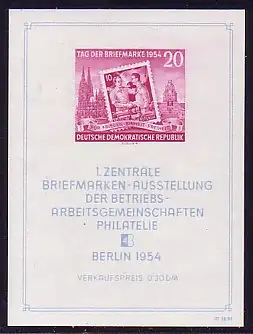 TAG DER BRIEFMARKE 1954 20
10
DEUTSCHE DEMOKRATISCHE REPUBLIK
1. ZENTRALE
BRIEFMARKEN-AUSSTELLUNG
DER BETRIEBS-
ARBEITSGEMEINSCHAFTEN
PHILATELIE
BERLIN 1954
VERKAUFSPREIS 0.30 DM